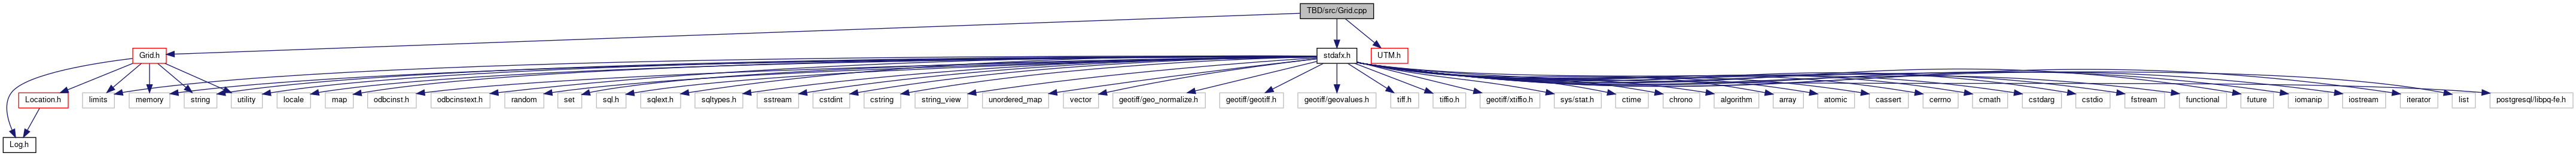 TBD/src/Grid.cpp
Grid.h
stdafx.h
UTM.h
Location.h
limits
memory
string
utility
locale
map
odbcinst.h
odbcinstext.h
random
set
sql.h
sqlext.h
sqltypes.h
sstream
cstdint
cstring
string_view
unordered_map
vector
geotiff/geo_normalize.h
geotiff/geotiff.h
geotiff/geovalues.h
tiff.h
tiffio.h
geotiff/xtiffio.h
sys/stat.h
ctime
chrono
algorithm
array
atomic
cassert
cerrno
cmath
cstdarg
cstdio
fstream
functional
future
iomanip
iostream
iterator
list
postgresql/libpq-fe.h
Log.h